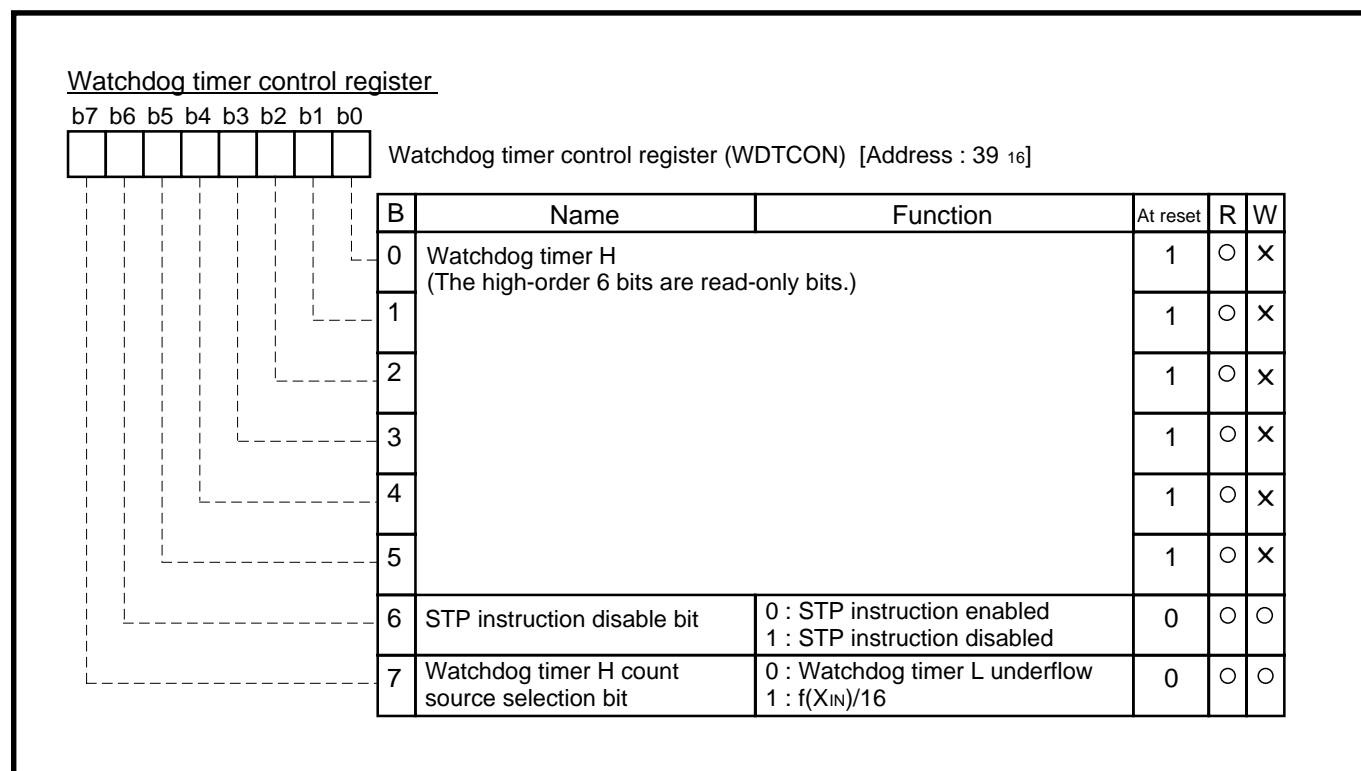 Watchdog timer control register
b7 b6 b5 b4 b3 b2 b1 b0
Watchdog timer control register (WDTCON) [Address : 39 16]
B Name Function At reset R W
0 Watchdog timer H 1 ○ ×
(The high-order 6 bits are read-only bits.)
1 1 ○ ×
2 1 ○ ×
3 1 ○ ×
4 1 ○ ×
5 1 ○ ×
6 STP instruction disable bit 0 : STP instruction enabled 0 ○ ○
1 : STP instruction disabled
7 Watchdog timer H count 0 : Watchdog timer L underflow 0 ○ ○
source selection bit 1 : f(XIN)/16